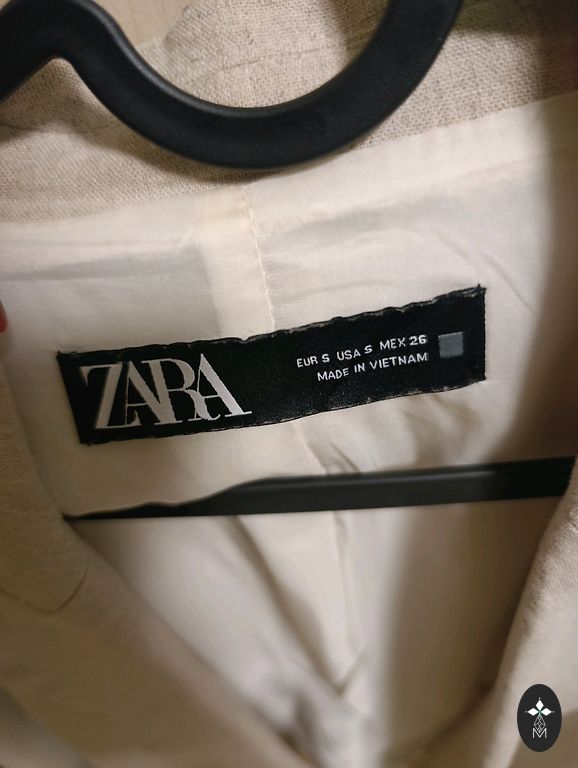 ZARA
EUR S USA S MEX 26
MADE IN VIETNAM
M